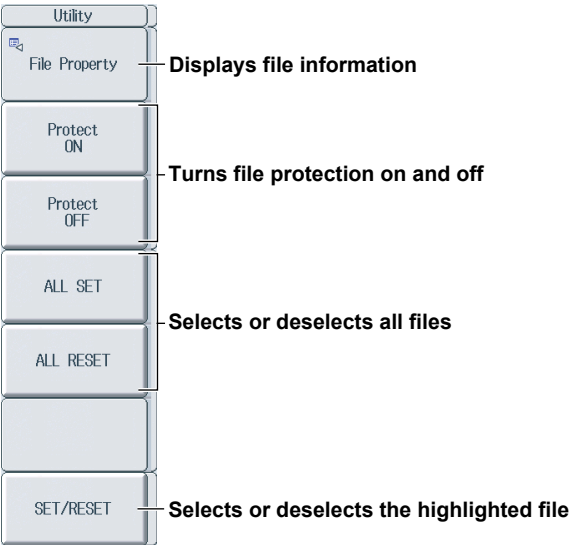 Utility
File Property
Displays file information
Protect
ON
Turns file protection on and off
Protect
OFF
ALL SET
Selects or deselects all files
ALL RESET
SET/RESET
Selects or deselects the highlighted file